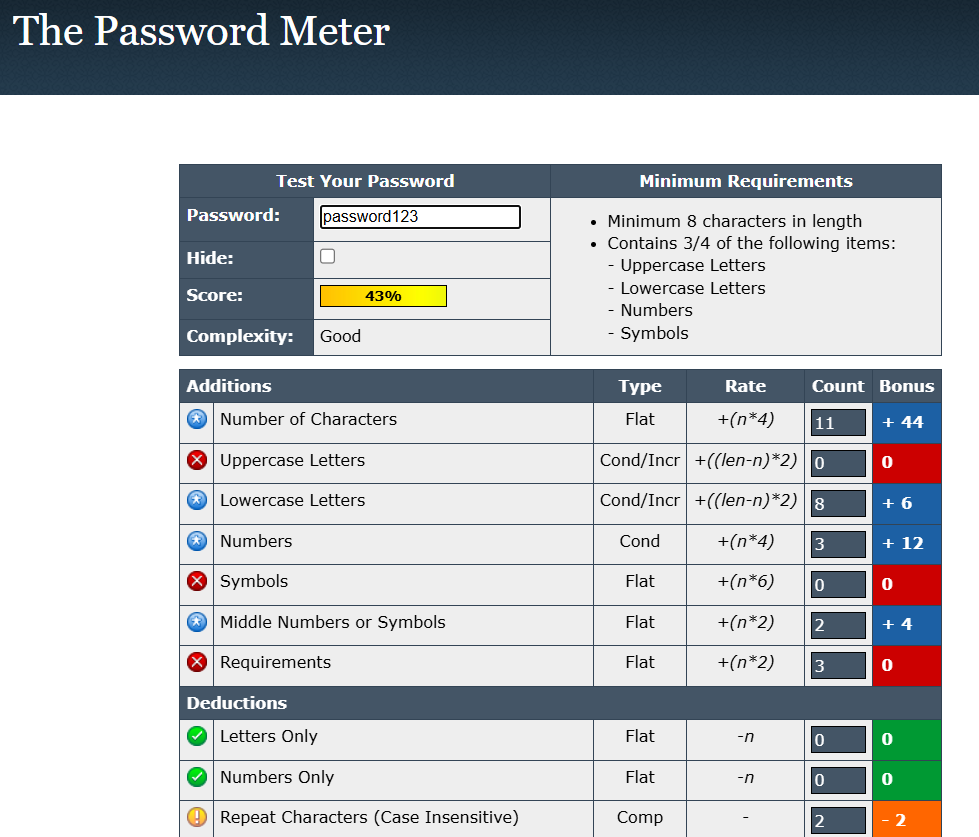 The Password Meter
Test Your Password Minimum Requirements
Password: password123
Hide:
Score: 43%
Complexity: Good
• Minimum 8 characters in length
• Contains 3/4 of the following items:
- Uppercase Letters
- Lowercase Letters
- Numbers
- Symbols
Additions Type Rate Count Bonus
Number of Characters Flat +(n*4) 11 + 44
Uppercase Letters Cond/Incr +((len-n)*2) 0 0
Lowercase Letters Cond/Incr +((len-n)*2) 8 + 6
Numbers Cond +(n*4) 3 + 12
Symbols Flat +(n*6) 0 0
Middle Numbers or Symbols Flat +(n*2) 2 + 4
Requirements Flat +(n*2) 3 0
Deductions
Letters Only Flat -n 0 0
Numbers Only Flat -n 0 0
Repeat Characters (Case Insensitive) Comp - 2 - 2